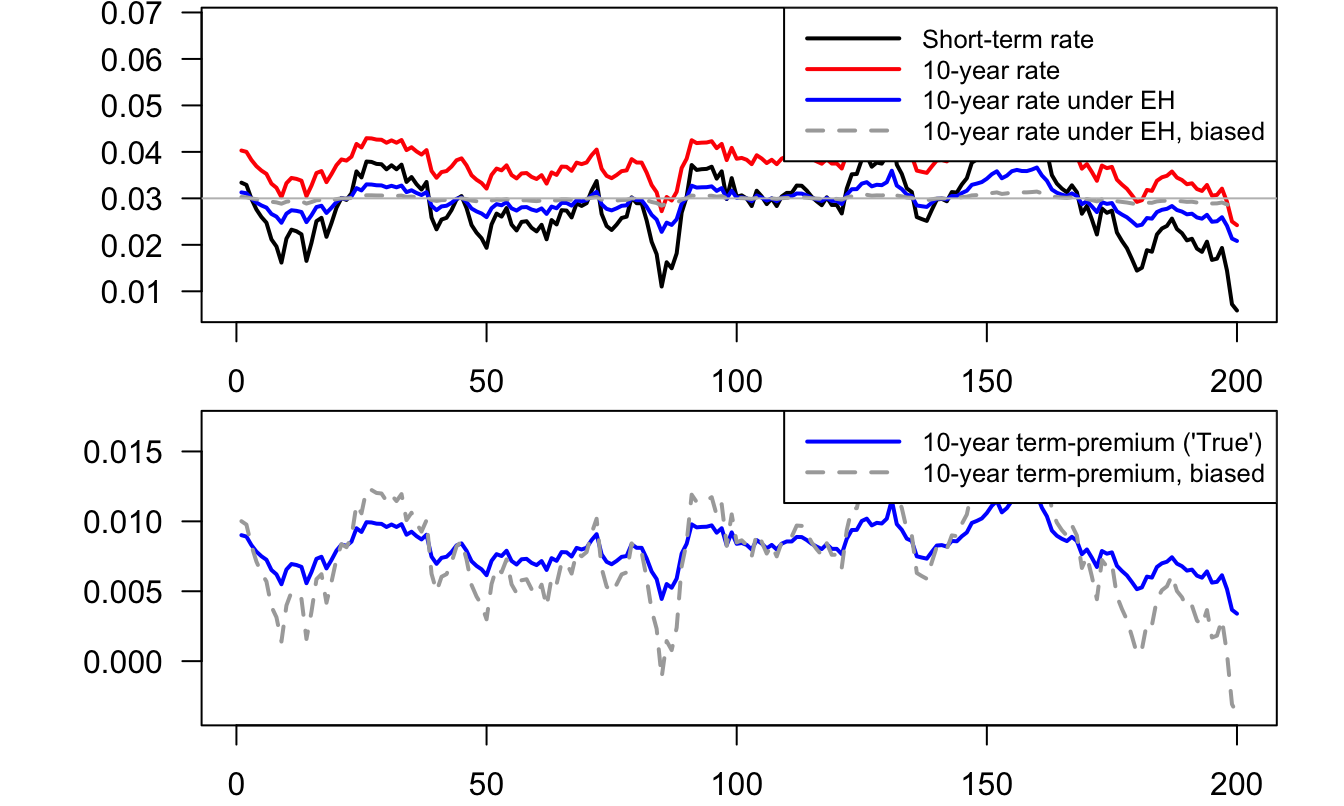 0.07
0.06
0.05
0.04
0.03
0.02
0.01
Short-term rate
10-year rate
10-year rate under EH
10-year rate under EH, biased
0 50 100 150 200
0.015
0.010
0.005
0.000
10-year term-premium ('True')
10-year term-premium, biased
0 50 100 150 200